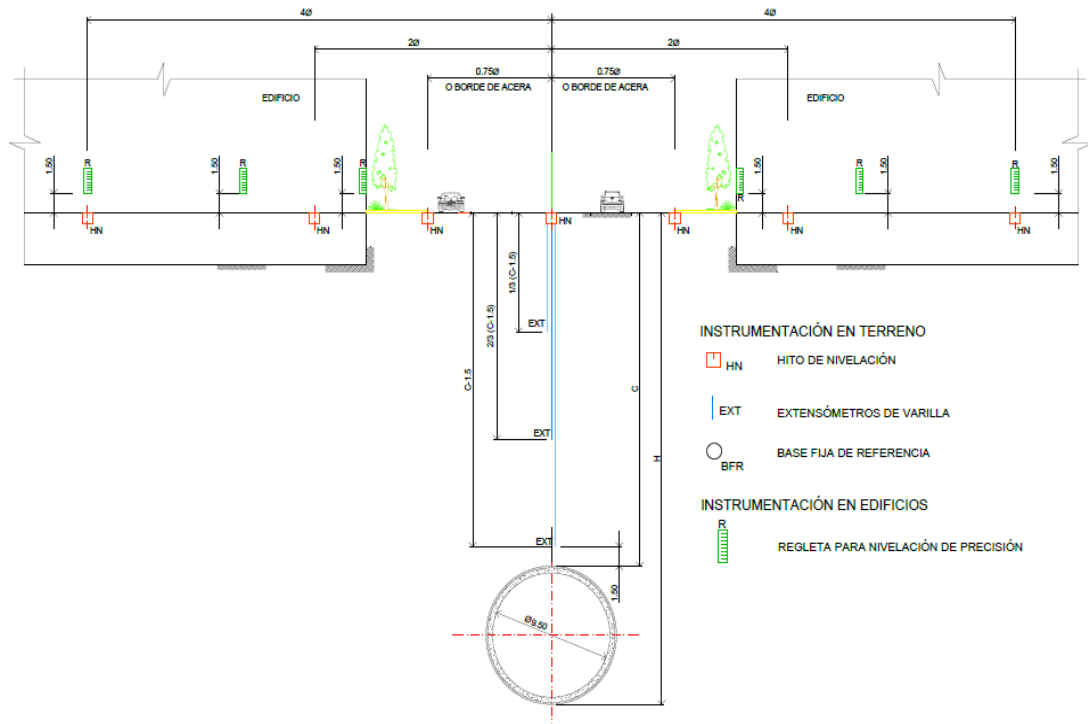 4Ø
4Ø
2Ø
2Ø
0.75Ø
0.75Ø
O BORDE DE ACERA
O BORDE DE ACERA
EDIFICIO
EDIFICIO
1.50
R
1.50
R
1.50
R
R
1.50
1.50
R
1.50
HN
HN
HN
HN
HN
HN
HN
1/3 (C-1.5)
EXT
2/3 (C-1.5)
EXT
C-1.5
EXT
C
H
1.50
Ø9.50
INSTRUMENTACIÓN EN TERRENO
HN
HITO DE NIVELACIÓN
EXT
EXTENSÓMETROS DE VARILLA
BFR
BASE FIJA DE REFERENCIA
INSTRUMENTACIÓN EN EDIFICIOS
R
REGLETA PARA NIVELACIÓN DE PRECISIÓN